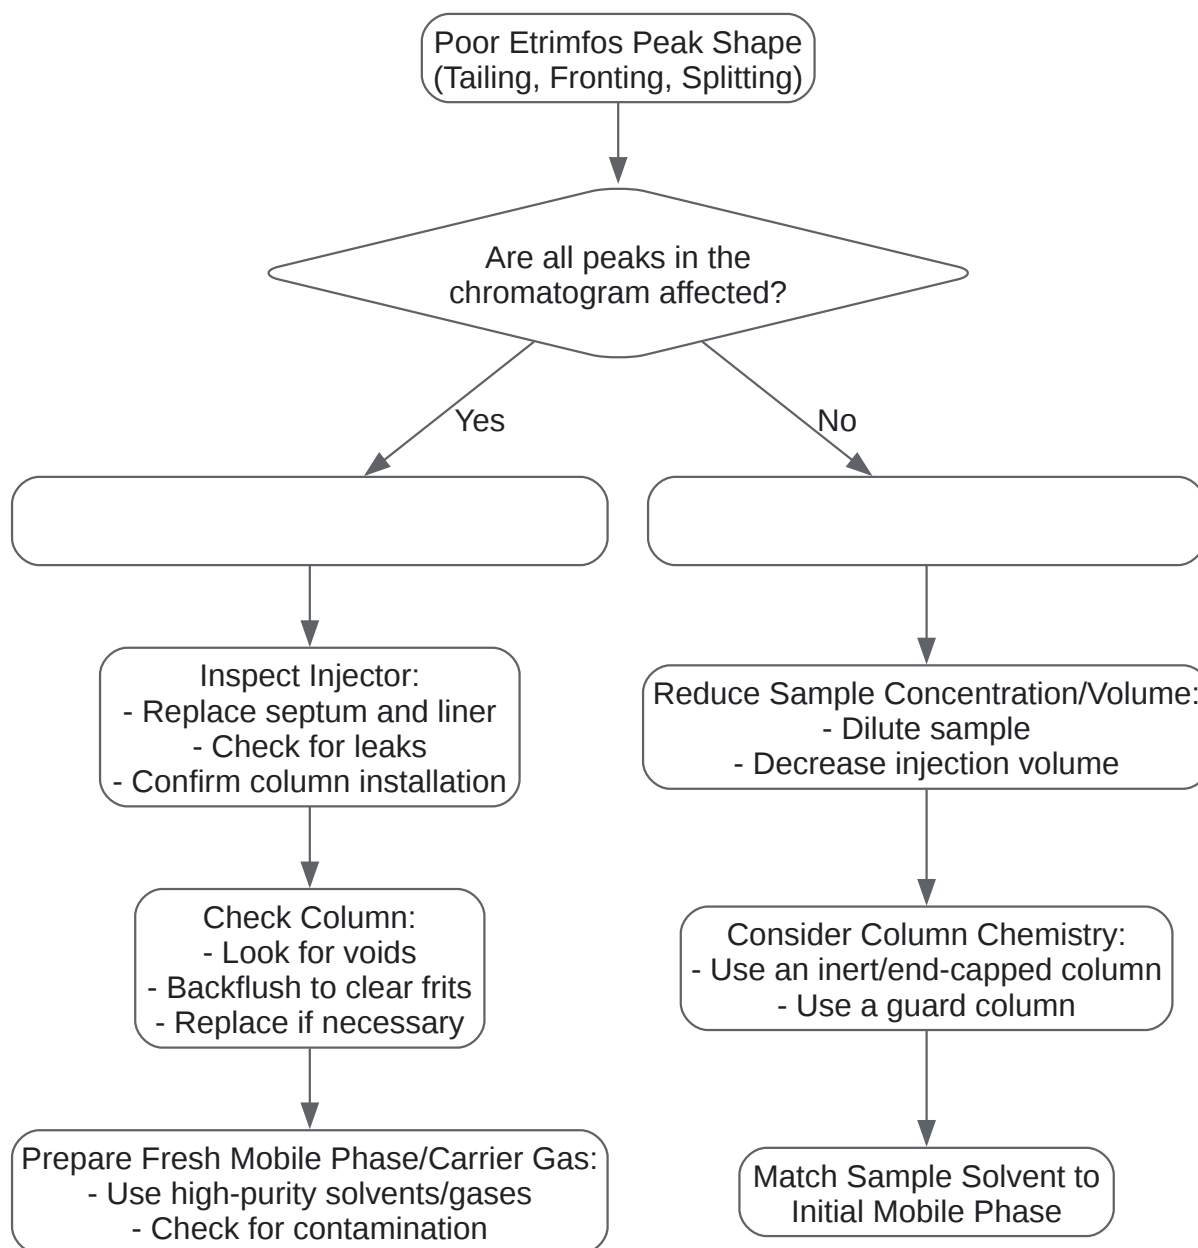 Poor Etrimfos Peak Shape
(Tailing, Fronting, Splitting)
Are all peaks in the
chromatogram affected?
Yes
No
Inspect Injector:
- Replace septum and liner
- Check for leaks
- Confirm column installation
Reduce Sample Concentration/Volume:
- Dilute sample
- Decrease injection volume
Check Column:
- Look for voids
- Backflush to clear frits
- Replace if necessary
Consider Column Chemistry:
- Use an inert/end-capped column
- Use a guard column
Prepare Fresh Mobile Phase/Carrier Gas:
- Use high-purity solvents/gases
- Check for contamination
Match Sample Solvent to
Initial Mobile Phase